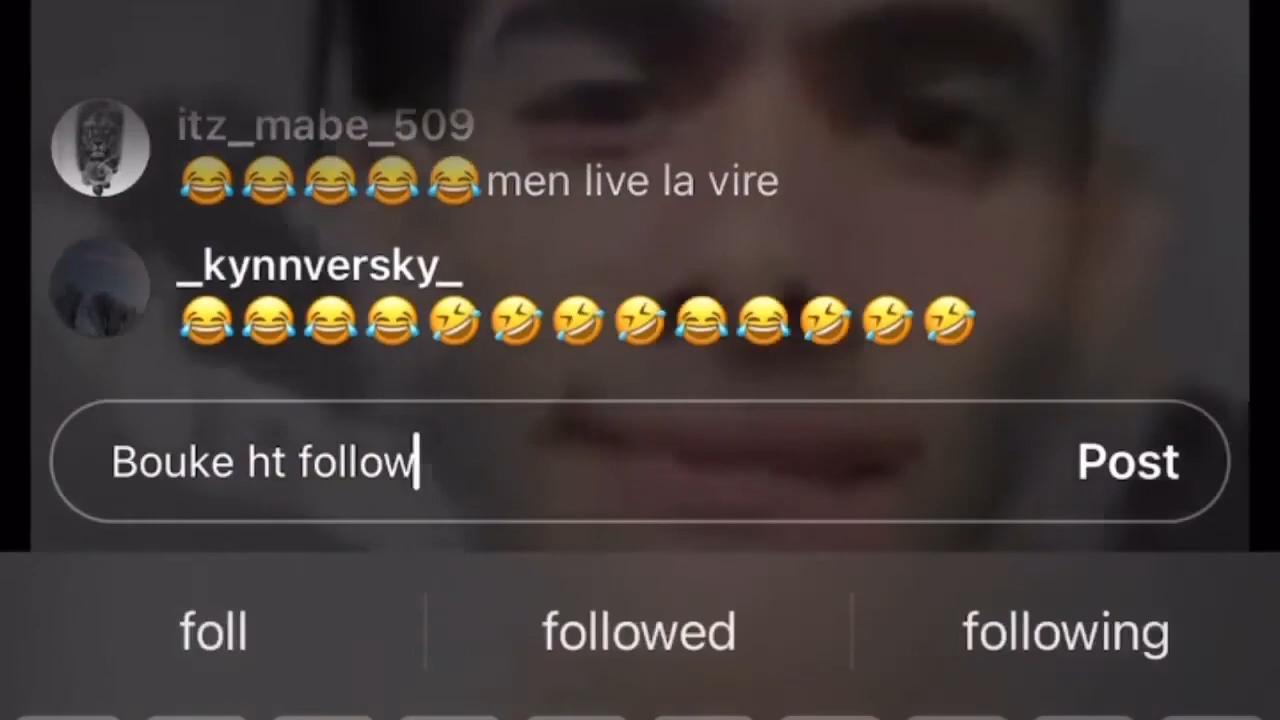 itz_mabe_509
😂😂😂😂😂men live la vire
_kynnversky_
😂😂😂😂🤣🤣🤣🤣😂😂🤣🤣🤣
Bouke ht follow
Post
foll
followed
following